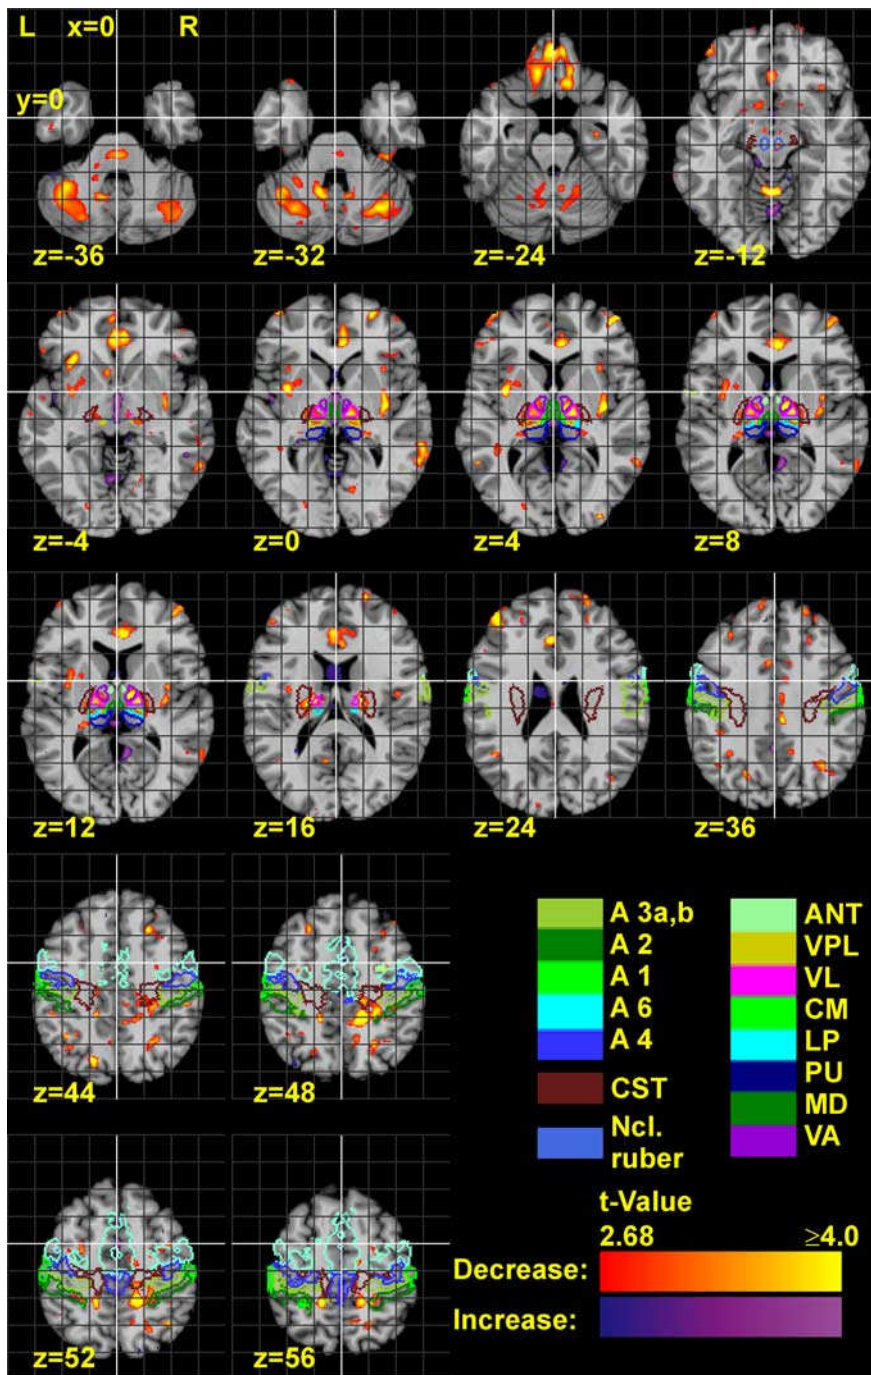 L x=0 R
y=0
z=-36 z=-32 z=-24 z=-12
z=-4 z=0 z=4 z=8
z=12 z=16 z=24 z=36
z=44 z=48
A 3a,b ANT
A 2 VPL
A 1 VL
A 6 CM
A 4 LP
CST PU
Ncl. MD
ruber VA
z=52 z=56
t-Value
2.68 ≥4.0
Decrease:
Increase: